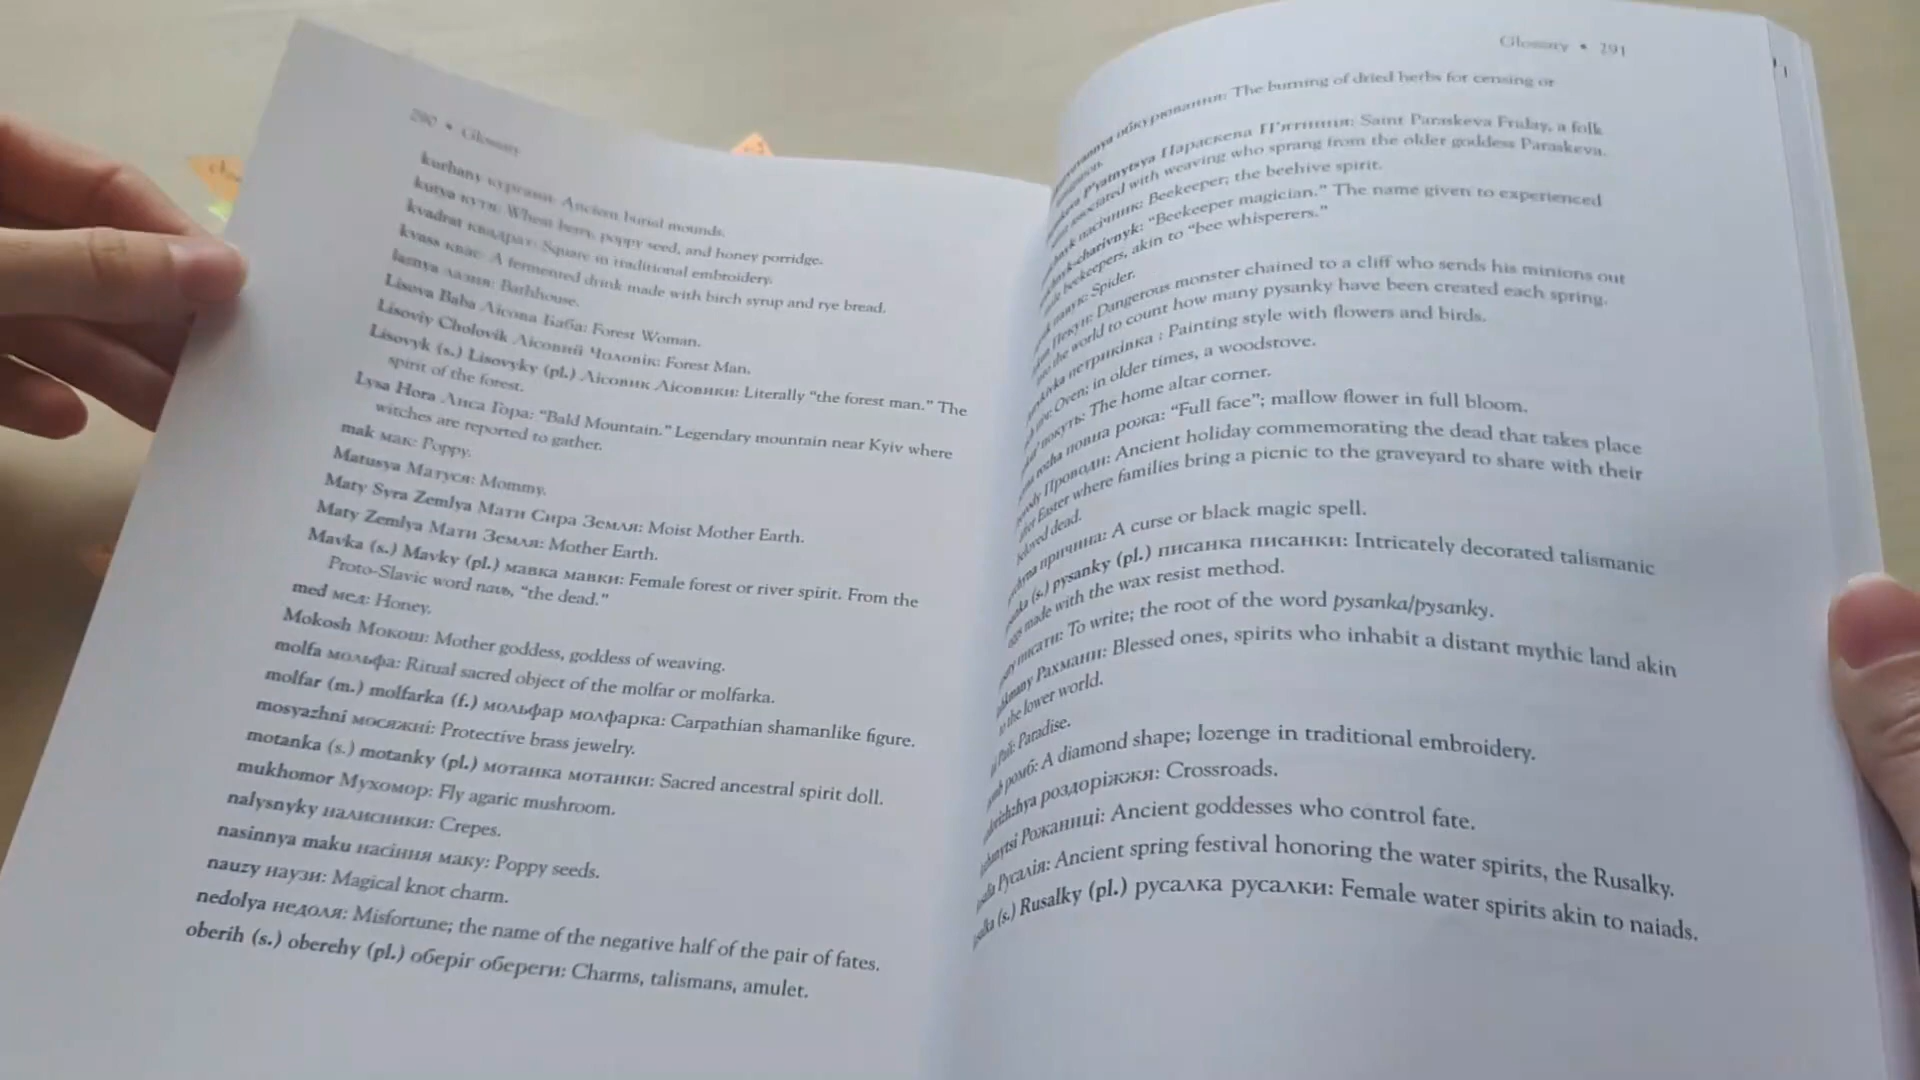 290 • Glossary
kurhany кургани: Ancient burial mounds.
kutya кутя: Wheat berry, poppy seed, and honey porridge.
kvadrat квадрат: Square in traditional embroidery.
kvass квас: A fermented drink made with birch syrup and rye bread.
laznya лазня: Bathhouse.
Lisova Baba Лісова Баба: Forest Woman.
Lisoviy Cholovik Лісовий Чоловік: Forest Man.
Lisovyk (s.) Lisovyky (pl.) Лісовик Лісовики: Literally “the forest man.” The
spirit of the forest.
Lysa Hora Лиса Гора: “Bald Mountain.” Legendary mountain near Kyiv where
witches are reported to gather.
mak мак: Poppy.
Matusya Матуся: Mommy.
Maty Syra Zemlya Мати Сира Земля: Moist Mother Earth.
Maty Zemlya Мати Земля: Mother Earth.
Mavka (s.) Mavky (pl.) мавка мавки: Female forest or river spirit. From the
Proto-Slavic word навь, “the dead.”
med мед: Honey.
Mokosh Мокош: Mother goddess, goddess of weaving.
molfa мольфа: Ritual sacred object of the molfar or molfarka.
molfar (m.) molfarka (f.) мольфар молфарка: Carpathian shamanlike figure.
mosyazhni мосяжні: Protective brass jewelry.
motanka (s.) motanky (pl.) мотанка мотанки: Sacred ancestral spirit doll.
mukhomor Мухомор: Fly agaric mushroom.
nalysnyky налисники: Crepes.
nasinnya maku насіння маку: Poppy seeds.
nauzy наузи: Magical knot charm.
nedolya недоля: Misfortune; the name of the negative half of the pair of fates.
oberih (s.) oberehy (pl.) оберіг обереги: Charms, talismans, amulet.
Glossary • 291
обкурювання: The burning of dried herbs for censing or
P'yatnytsya Параскева П'ятниця: Saint Paraskeva Friday, a folk
associated with weaving who sprang from the older goddess Paraskeva.
пасічник: Beekeeper; the beehive spirit.
“Beekeeper magician.” The name given to experienced
beekeepers, akin to “bee whisperers.”
павук: Spider.
Пекун: Dangerous monster chained to a cliff who sends his minions out
the world to count how many pysanky have been created each spring.
петриківка : Painting style with flowers and birds.
Oven; in older times, a woodstove.
покуть: The home altar corner.
rozha повна рожа: “Full face”; mallow flower in full bloom.
Проводи: Ancient holiday commemorating the dead that takes place
after Easter where families bring a picnic to the graveyard to share with their
beloved dead.
причина: A curse or black magic spell.
(s.) pysanky (pl.) писанка писанки: Intricately decorated talismanic
eggs made with the wax resist method.
писати: To write; the root of the word pysanka/pysanky.
Рахмани: Blessed ones, spirits who inhabit a distant mythic land akin
to the lower world.
Рай: Paradise.
ромб: A diamond shape; lozenge in traditional embroidery.
роздоріжжя: Crossroads.
Рожаниці: Ancient goddesses who control fate.
Русалія: Ancient spring festival honoring the water spirits, the Rusalky.
(s.) Rusalky (pl.) русалка русалки: Female water spirits akin to naiads.